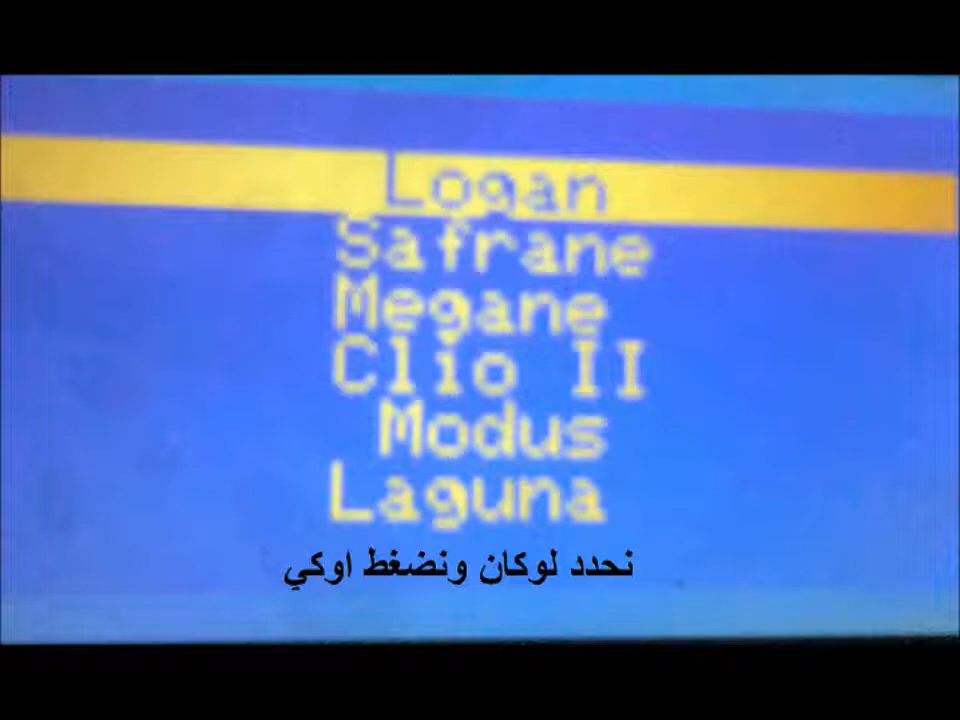 Logan
Safrane
Megane
Clio II
Modus
Laguna
نحدد لوكان ونضغط اوكي